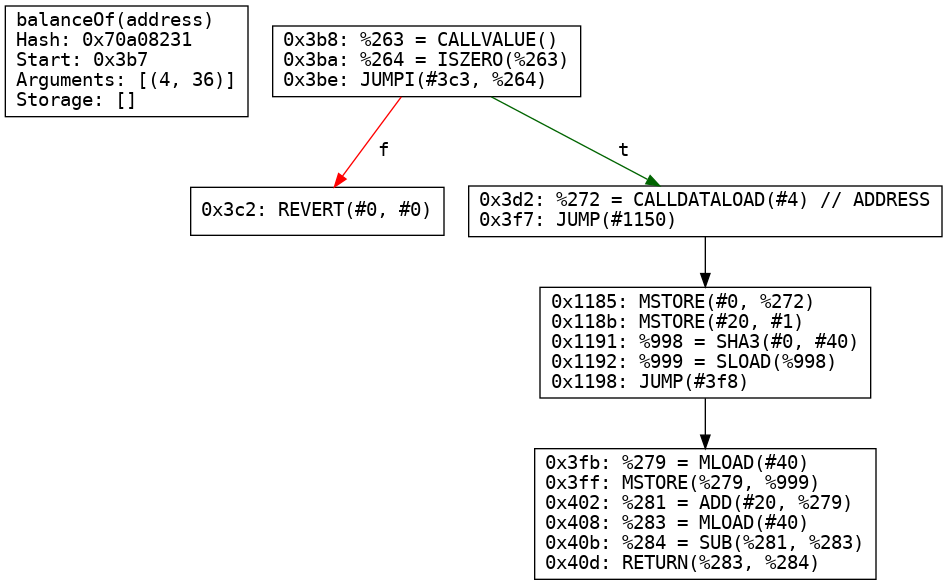 balanceOf(address)
Hash: 0x70a08231
Start: 0x3b7
Arguments: [(4, 36)]
Storage: []
0x3b8: %263 = CALLVALUE()
0x3ba: %264 = ISZERO(%263)
0x3be: JUMPI(#3c3, %264)
f
t
0x3c2: REVERT(#0, #0)
0x3d2: %272 = CALLDATALOAD(#4) // ADDRESS
0x3f7: JUMP(#1150)
0x1185: MSTORE(#0, %272)
0x118b: MSTORE(#20, #1)
0x1191: %998 = SHA3(#0, #40)
0x1192: %999 = SLOAD(%998)
0x1198: JUMP(#3f8)
0x3fb: %279 = MLOAD(#40)
0x3ff: MSTORE(%279, %999)
0x402: %281 = ADD(#20, %279)
0x408: %283 = MLOAD(#40)
0x40b: %284 = SUB(%281, %283)
0x40d: RETURN(%283, %284)